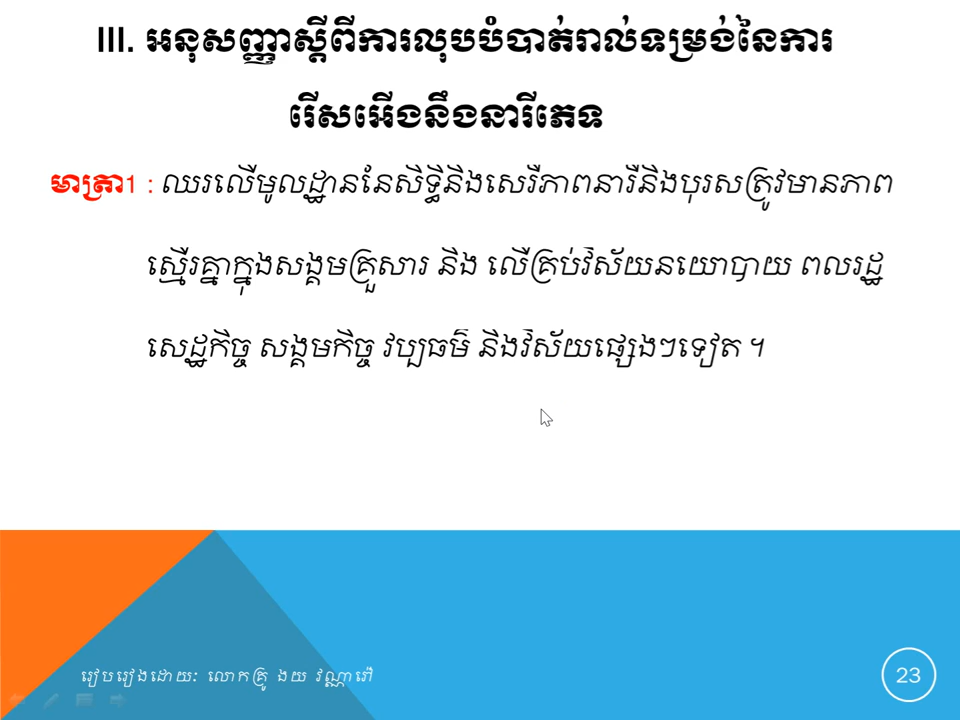 III. អនុសញ្ញាស្តីពីការលុបបំបាត់រាល់ទម្រង់នៃការ
រើសអើងនឹងនារីភេទ
មាត្រា1 : ឈរលើមូលដ្ឋាននៃសិទ្ធិនិងសេរីភាពនារីនិងបុរសត្រូវមានភាព
ស្មើរគ្នាក្នុងសង្គមគ្រួសារ និង លើគ្រប់វិស័យនយោបាយ ពលរដ្ឋ
សេដ្ឋកិច្ច សង្គមកិច្ច វប្បធម៌ និងវិស័យផ្សេងៗទៀត ។
រៀបរៀងដោយៈ លោកគ្រូ ងយ វណ្ណារ៉ៅ
23